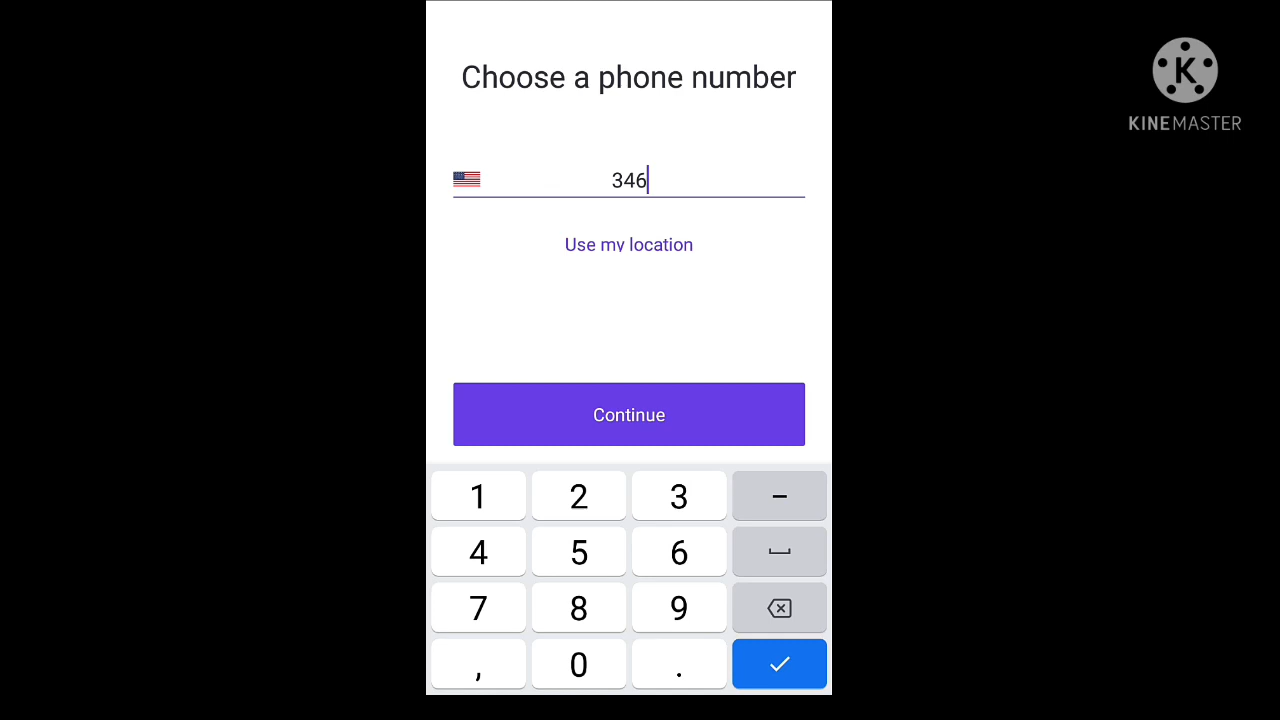 Choose a phone number
K
KINEMASTER
346
Use my location
Continue
1 2 3 -
4 5 6
7 8 9
, 0 .